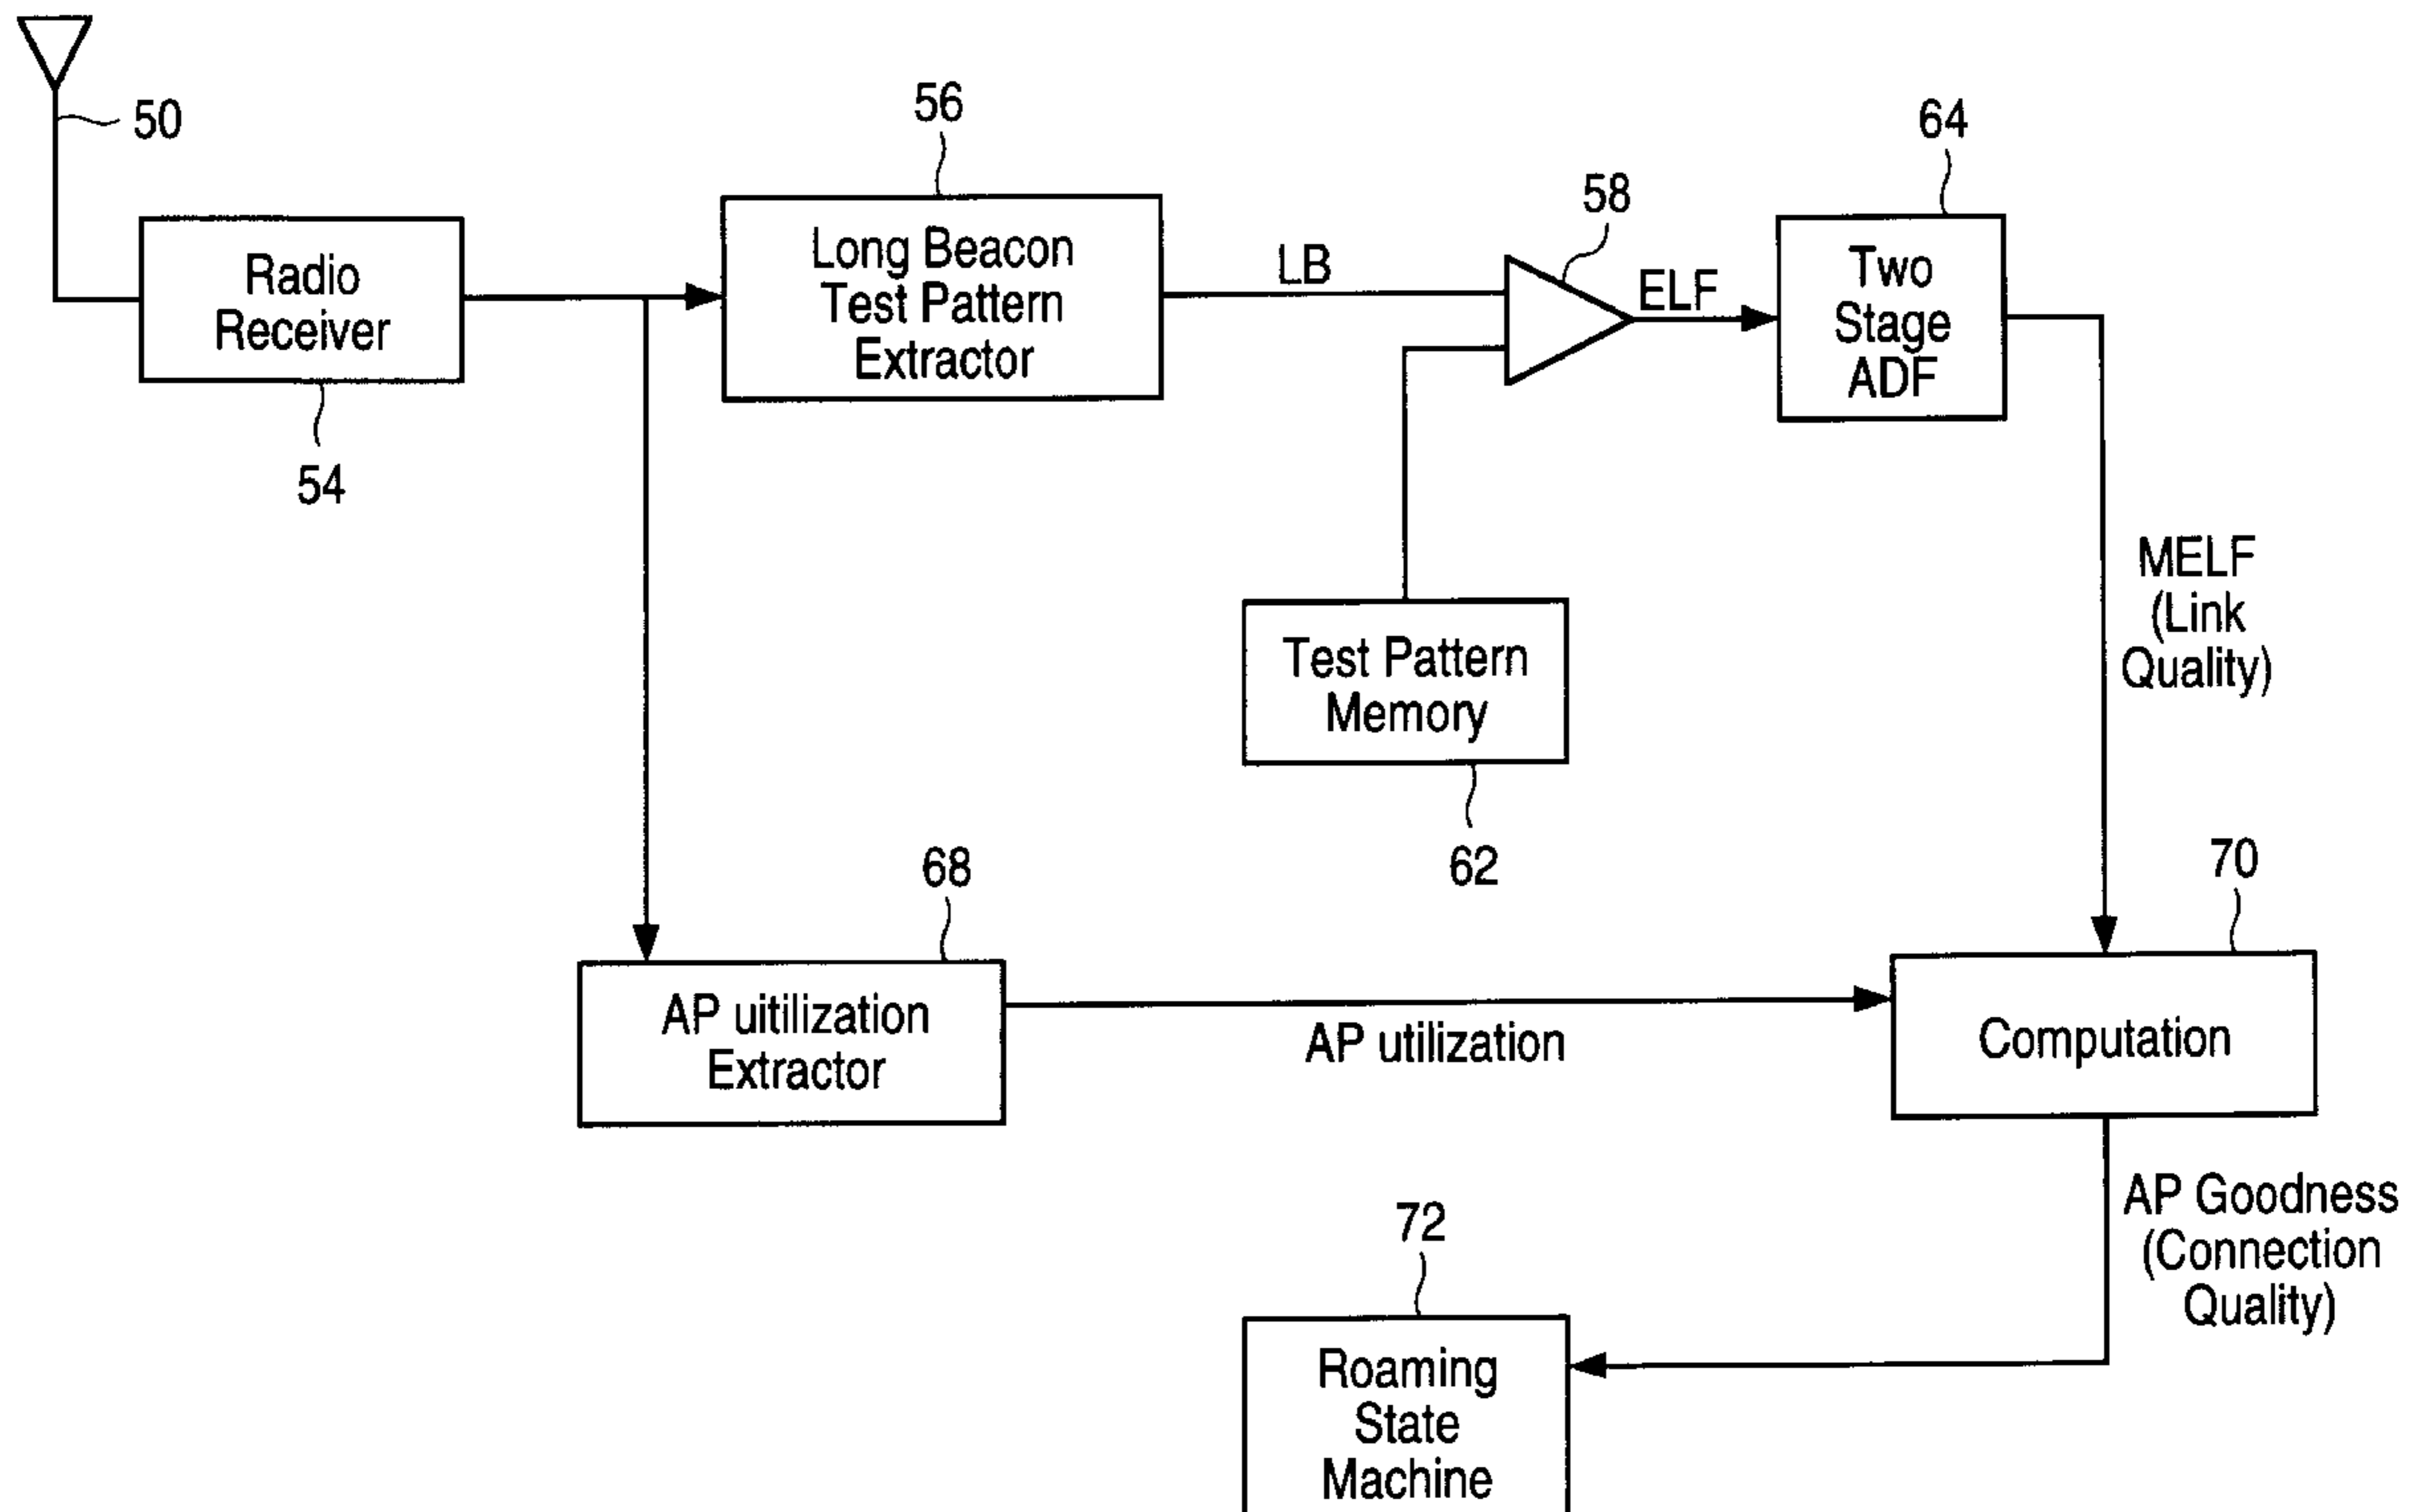 50
56
64
58
Radio
Receiver
54
Long Beacon
Test Pattern
Extractor
LB
ELF
Two
Stage
ADF
MELF
(Link
Quality)
Test Pattern
Memory
62
68
70
AP uitilization
Extractor
AP utilization
Computation
AP Goodness
(Connection
Quality)
72
Roaming
State
Machine